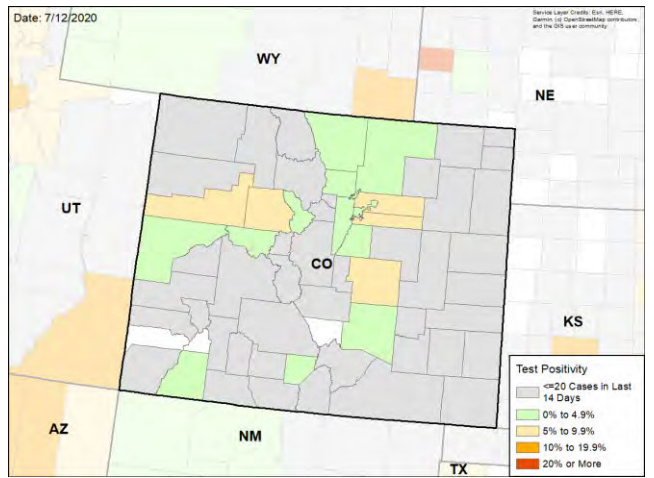 Date: 7/12/2020
Service Layer Credits: Esri, HERE,
Garmin, (c) OpenStreetMap contributors,
and the GIS user community
WY
NE
UT
CO
KS
AZ
NM
TX
Test Positivity
<=20 Cases in Last
14 Days
0% to 4.9%
5% to 9.9%
10% to 19.9%
20% or More